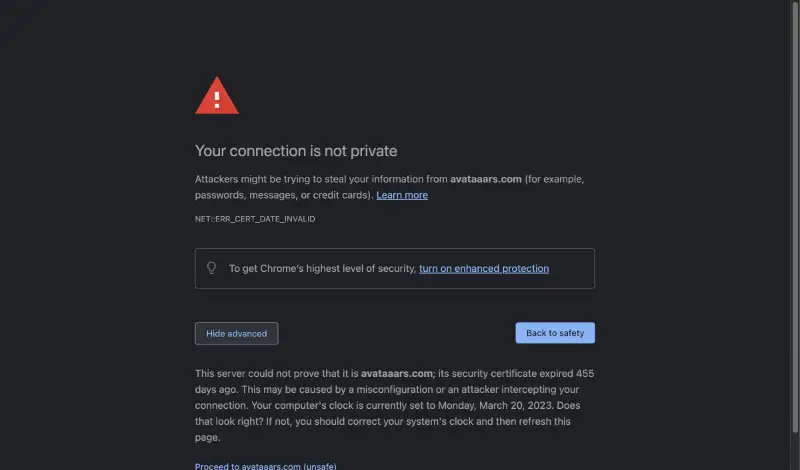 Your connection is not private
Attackers might be trying to steal your information from avataaars.com (for example,
passwords, messages, or credit cards). Learn more
NET::ERR_CERT_DATE_INVALID
To get Chrome's highest level of security, turn on enhanced protection
Hide advanced
Back to safety
This server could not prove that it is avataaars.com; its security certificate expired 455
days ago. This may be caused by a misconfiguration or an attacker intercepting your
connection. Your computer's clock is currently set to Monday, March 20, 2023. Does
that look right? If not, you should correct your system's clock and then refresh this
page.
Proceed to avataaars.com (unsafe)